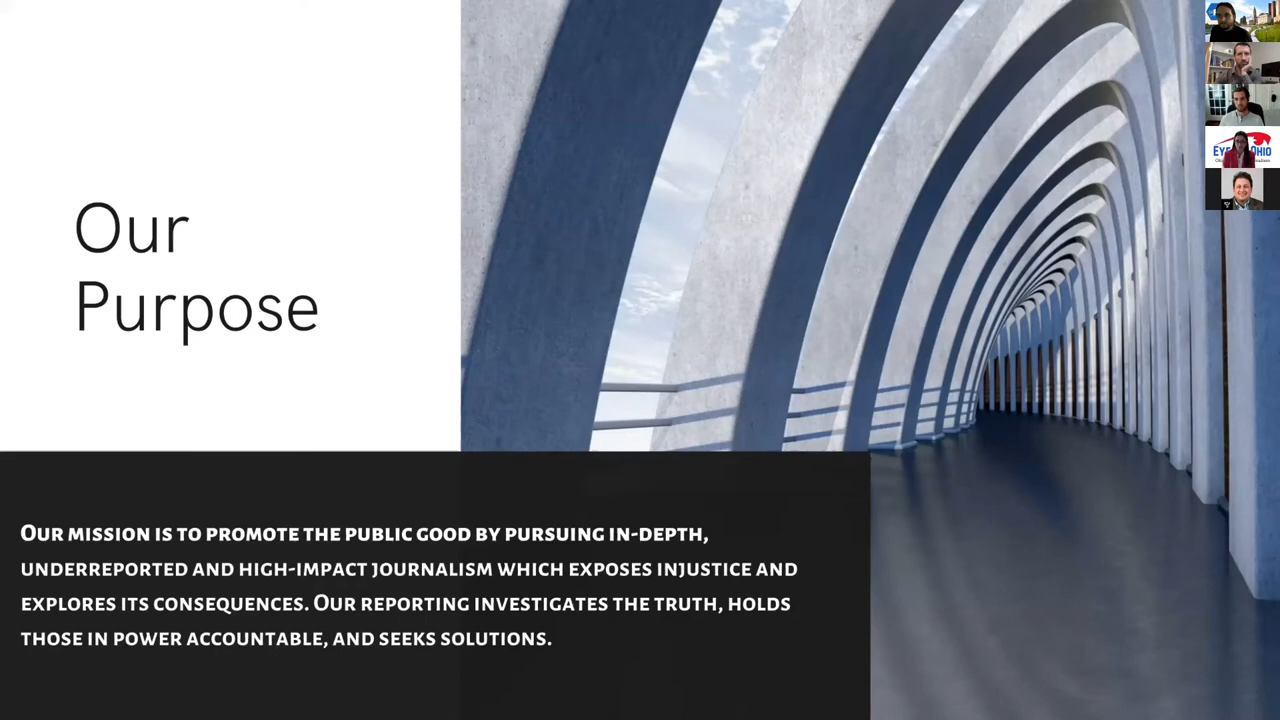 Our
Purpose
Our mission is to promote the public good by pursuing in-depth,
underreported and high-impact journalism which exposes injustice and
explores its consequences. Our reporting investigates the truth, holds
those in power accountable, and seeks solutions.